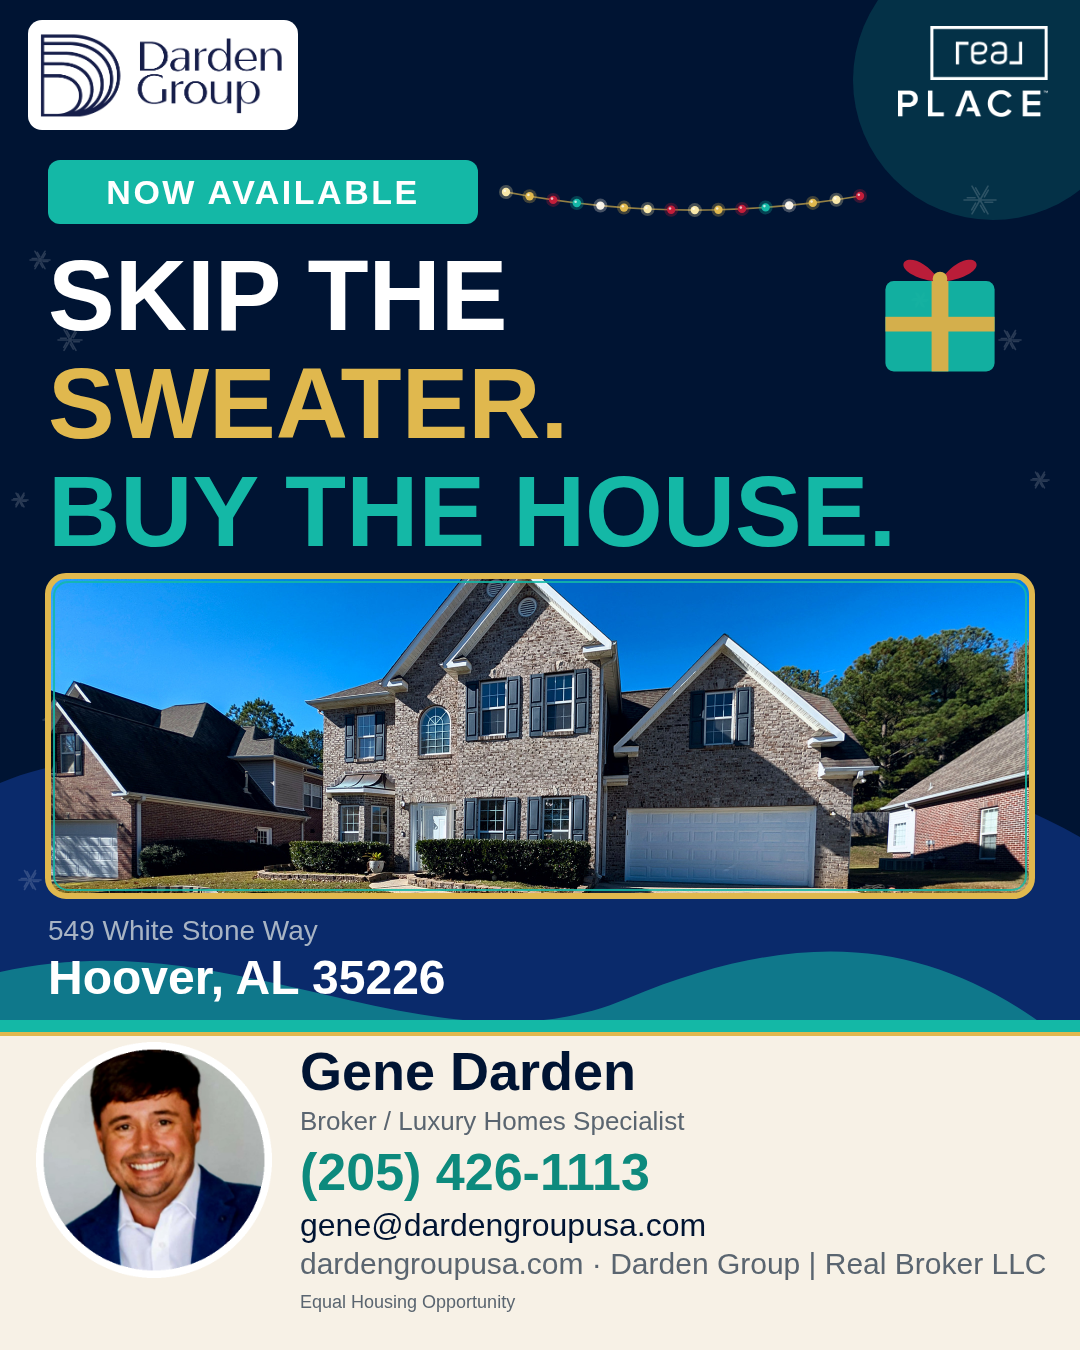 Darden
Group
real
PLACE
NOW AVAILABLE
SKIP THE
SWEATER.
BUY THE HOUSE.
549 White Stone Way
Hoover, AL 35226
Gene Darden
Broker / Luxury Homes Specialist
(205) 426-1113
gene@dardengroupusa.com
dardengroupusa.com · Darden Group | Real Broker LLC
Equal Housing Opportunity